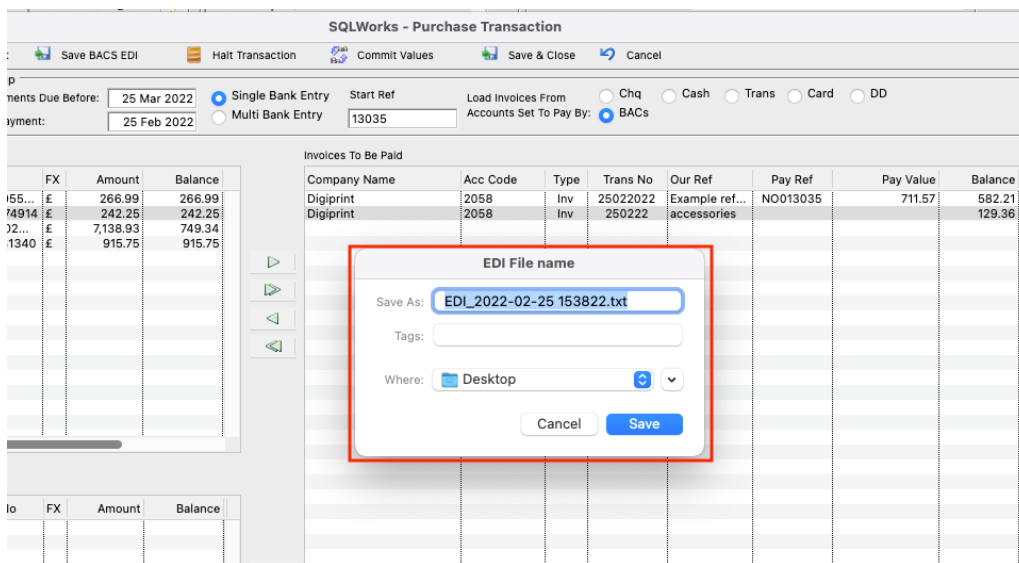 SQLWorks - Purchase Transaction
Save BACS EDI Halt Transaction Commit Values Save & Close Cancel
ments Due Before: 25 Mar 2022 Single Bank Entry Start Ref Load Invoices From Chq Cash Trans Card DD
ayment: 25 Feb 2022 Multi Bank Entry 13035 Accounts Set To Pay By: BACs
Invoices To Be Paid
FX Amount Balance Company Name Acc Code Type Trans No Our Ref Pay Ref Pay Value Balance
055... £ 266.99 266.99 Digiprint 2058 Inv 25022022 Example ref... NO013035 711.57 582.21
74914 £ 242.25 242.25 Digiprint 2058 Inv 250222 accessories 129.36
02... £ 7,138.93 749.34
1340 £ 915.75 915.75
EDI File name
Save As: EDI_2022-02-25 153822.txt
Tags:
Where: Desktop
Cancel Save
lo FX Amount Balance